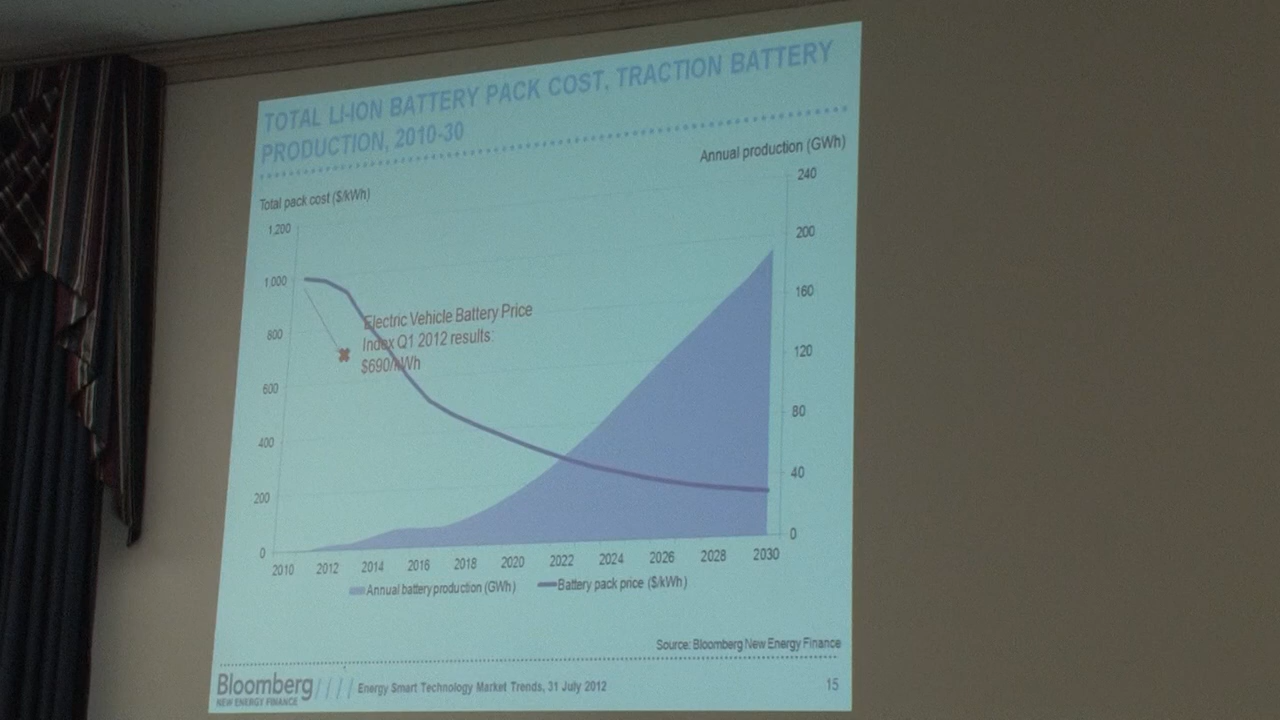 TOTAL LI-ION BATTERY PACK COST, TRACTION BATTERY
PRODUCTION, 2010-30
Annual production (GWh)
Total pack cost ($/kWh)
1,200
1,000
800
600
400
200
0
240
200
160
120
80
40
0
Electric Vehicle Battery Price
Index Q1 2012 results:
$690/kWh
2010 2012 2014 2016 2018 2020 2022 2024 2026 2028 2030
Annual battery production (GWh) Battery pack price ($/kWh)
Source: Bloomberg New Energy Finance
Bloomberg //// Energy Smart Technology Market Trends, 31 July 2012 15
NEW ENERGY FINANCE